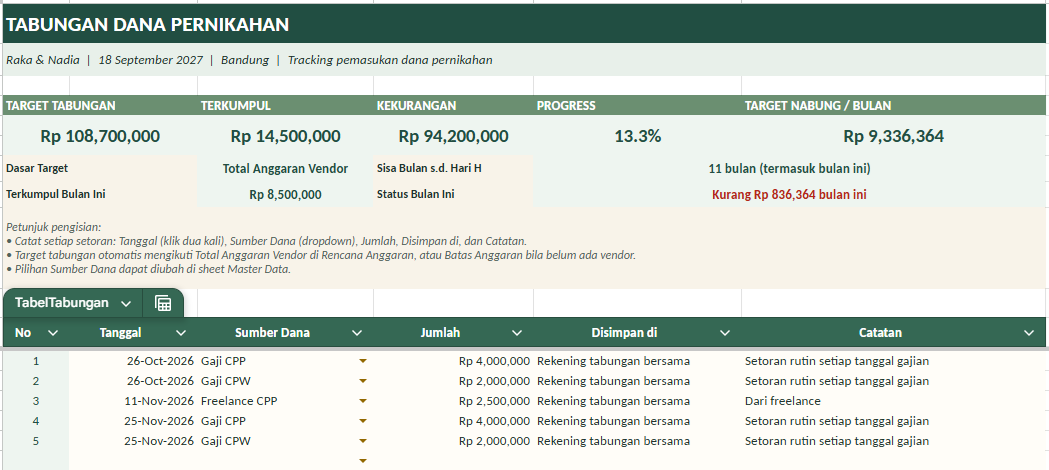 TABUNGAN DANA PERNIKAHAN
Raka & Nadia | 18 September 2027 | Bandung | Tracking pemasukan dana pernikahan
TARGET TABUNGAN TERKUMPUL KEKURANGAN PROGRESS TARGET NABUNG / BULAN
Rp 108,700,000 Rp 14,500,000 Rp 94,200,000 13.3% Rp 9,336,364
Dasar Target Total Anggaran Vendor Sisa Bulan s.d. Hari H 11 bulan (termasuk bulan ini)
Terkumpul Bulan Ini Rp 8,500,000 Status Bulan Ini Kurang Rp 836,364 bulan ini
Petunjuk pengisian:
• Catat setiap setoran: Tanggal (klik dua kali), Sumber Dana (dropdown), Jumlah, Disimpan di, dan Catatan.
• Target tabungan otomatis mengikuti Total Anggaran Vendor di Rencana Anggaran, atau Batas Anggaran bila belum ada vendor.
• Pilihan Sumber Dana dapat diubah di sheet Master Data.
TabelTabungan
No Tanggal Sumber Dana Jumlah Disimpan di Catatan
1 26-Oct-2026 Gaji CPP Rp 4,000,000 Rekening tabungan bersama Setoran rutin setiap tanggal gajian
2 26-Oct-2026 Gaji CPW Rp 2,000,000 Rekening tabungan bersama Setoran rutin setiap tanggal gajian
3 11-Nov-2026 Freelance CPP Rp 2,500,000 Rekening tabungan bersama Dari freelance
4 25-Nov-2026 Gaji CPP Rp 4,000,000 Rekening tabungan bersama Setoran rutin setiap tanggal gajian
5 25-Nov-2026 Gaji CPW Rp 2,000,000 Rekening tabungan bersama Setoran rutin setiap tanggal gajian